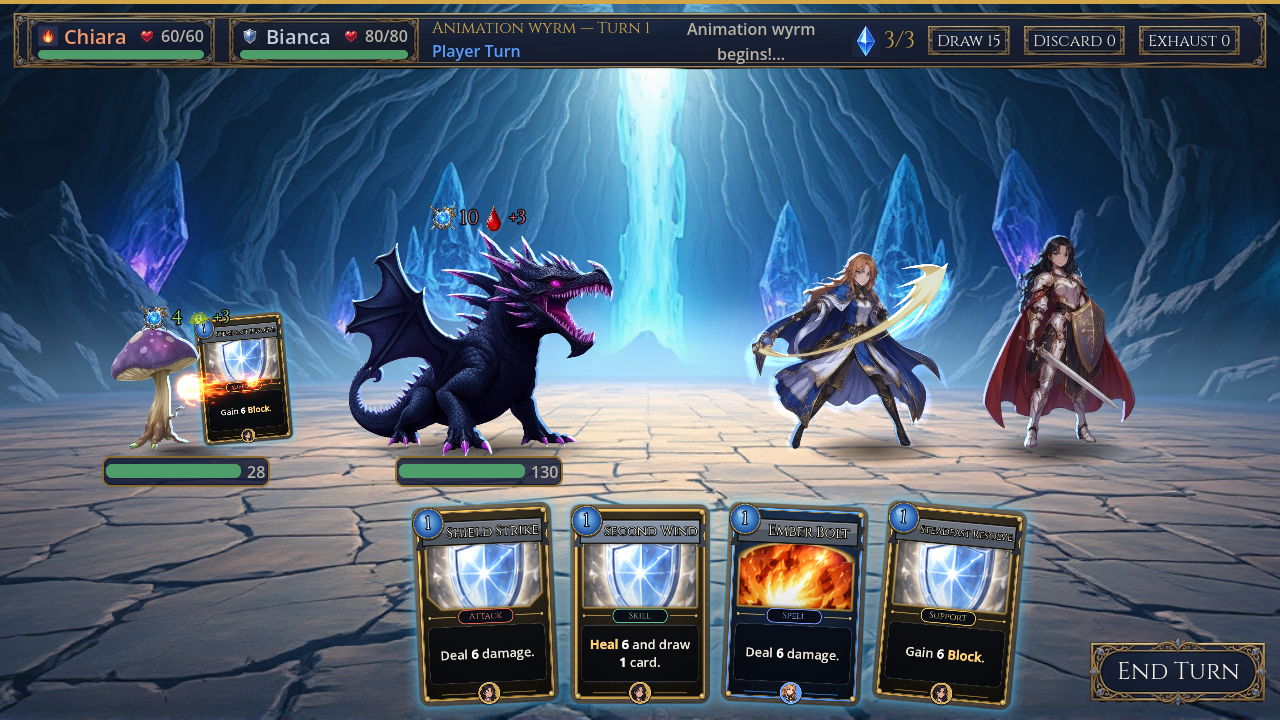 Chiara 60/60
Bianca 80/80
Animation wyrm — Turn 1
Player Turn
Animation wyrm
begins!...
3/3
Draw 15
Discard 0
Exhaust 0
10 +3
4 +3
1
Gain 6 Block.
28
130
1 Shield Strike
Attack
Deal 6 damage.
1 Second Wind
Skill
Heal 6 and draw
1 card.
1 Ember Bolt
Spell
Deal 6 damage.
1 Steadfast Resolve
Support
Gain 6 Block.
End Turn